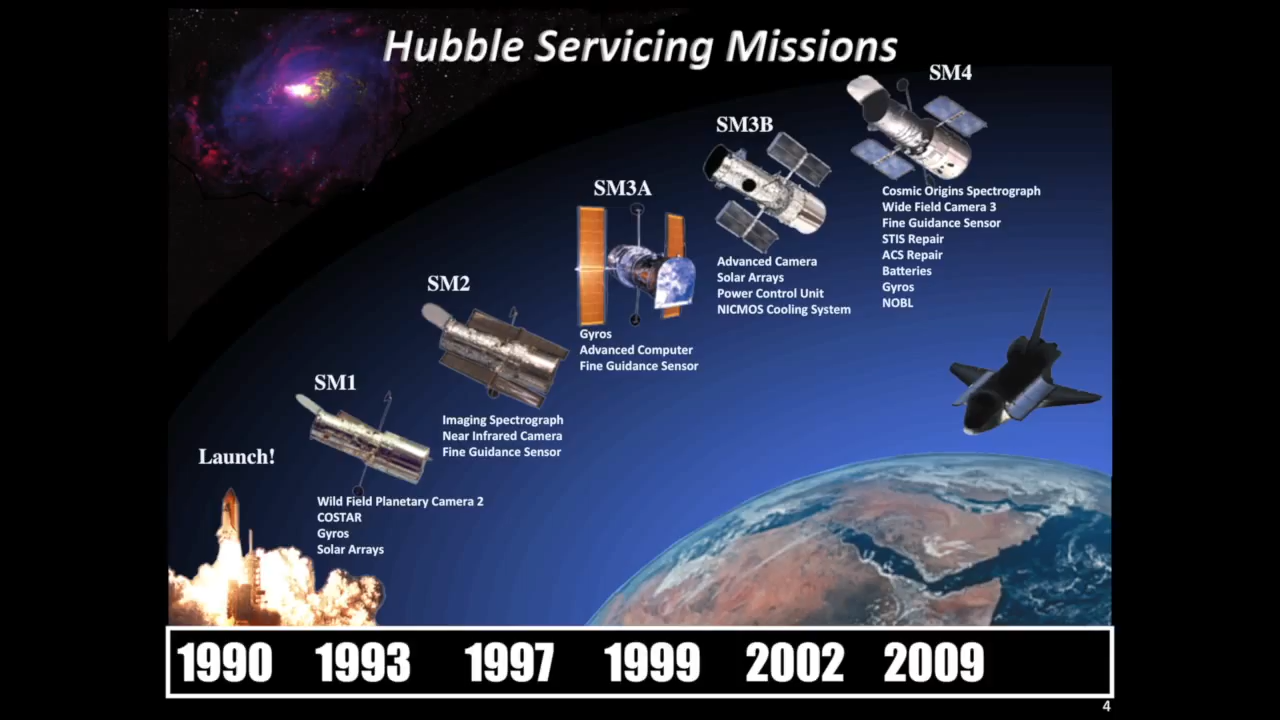 Hubble Servicing Missions
Launch!
SM1
Wild Field Planetary Camera 2
COSTAR
Gyros
Solar Arrays
SM2
Imaging Spectrograph
Near Infrared Camera
Fine Guidance Sensor
SM3A
Gyros
Advanced Computer
Fine Guidance Sensor
SM3B
Advanced Camera
Solar Arrays
Power Control Unit
NICMOS Cooling System
SM4
Cosmic Origins Spectrograph
Wide Field Camera 3
Fine Guidance Sensor
STIS Repair
ACS Repair
Batteries
Gyros
NOBL
1990 1993 1997 1999 2002 2009
4